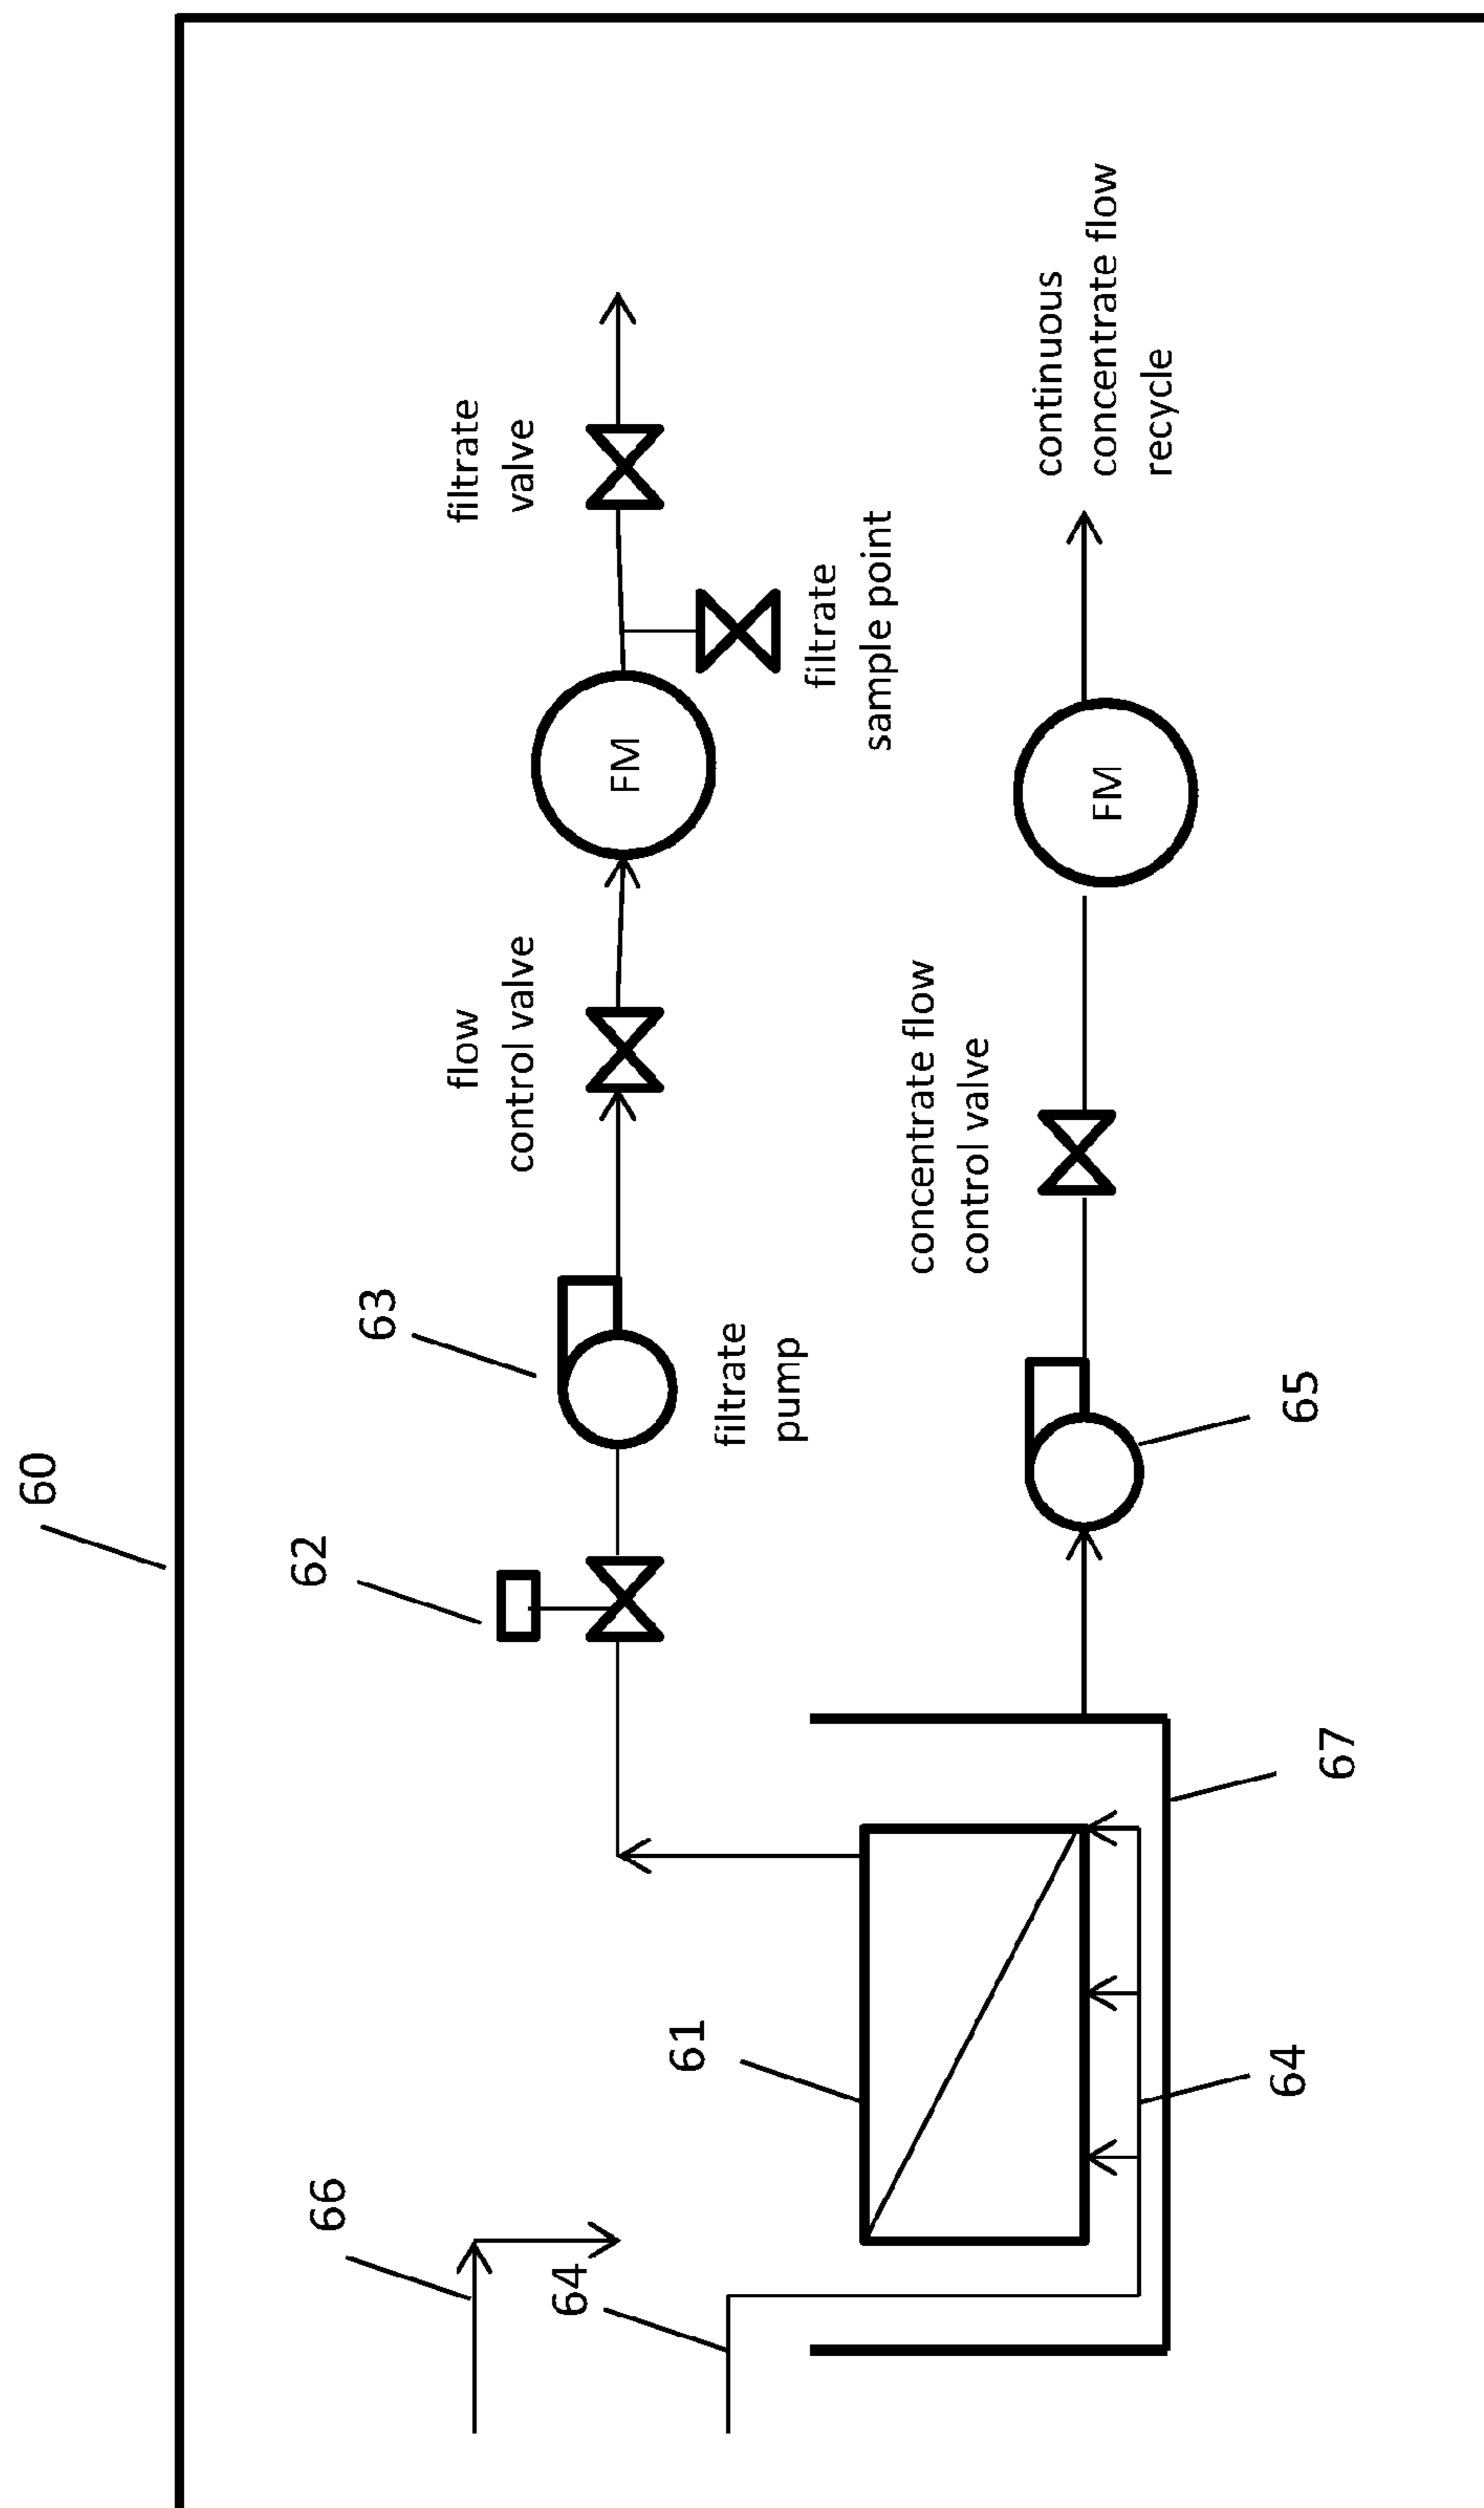 60
66
64
61
62
63
flow
control valve
filtrate
valve
filtrate
pump
FM
filtrate
sample point
concentrate flow
control valve
FM
continuous
concentrate flow
recycle
64
67
65